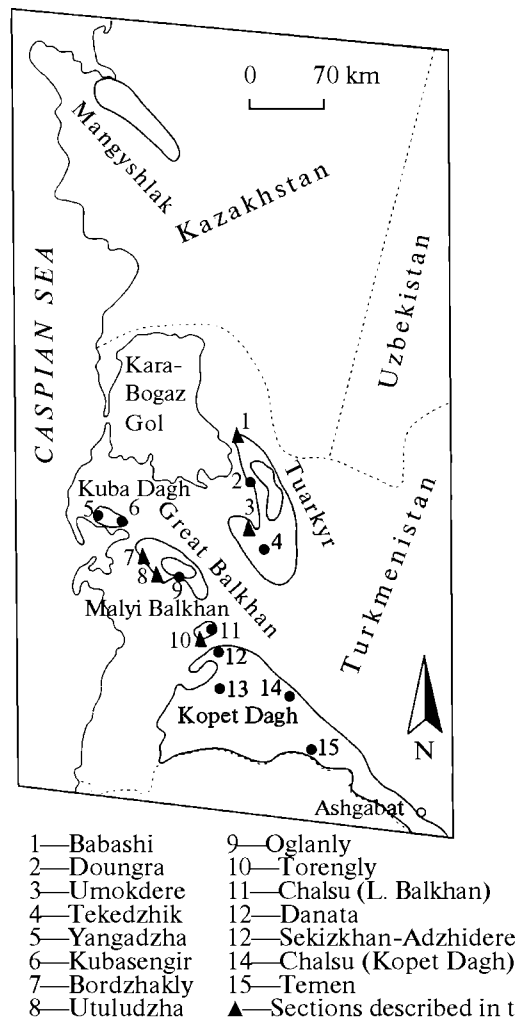 0 70 km
Mangyshlak
Kazakhstan
Uzbekistan
CASPIAN SEA
Kara-
Bogaz
Gol
1
Tuarkyr
2
Kuba Dagh
5
6
3
4
Great Balkhan
7
8
9
Malyi Balkhan
Turkmenistan
10
11
12
13
14
Kopet Dagh
15
N
Ashgabat
1—Babashi
2—Doungra
3—Umokdere
4—Tekedzhik
5—Yangadzha
6—Kubasengir
7—Bordzhakly
8—Utuludzha
9—Oglanly
10—Torengly
11—Chalsu (L. Balkhan)
12—Danata
12—Sekizkhan-Adzhidere
14—Chalsu (Kopet Dagh)
15—Temen
▲—Sections described in t